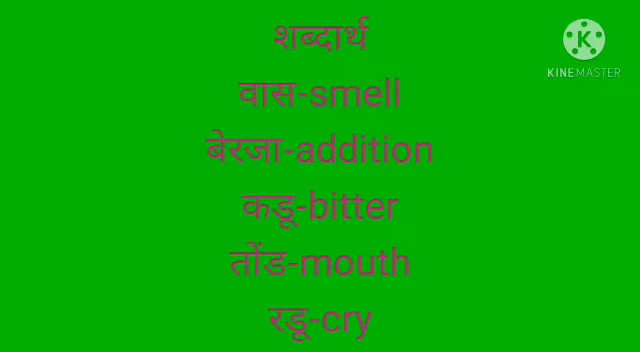 शब्दार्थ
वास-smell
बेरजा-addition
कडू-bitter
तोंड-mouth
रडू-cry
K
KINEMASTER